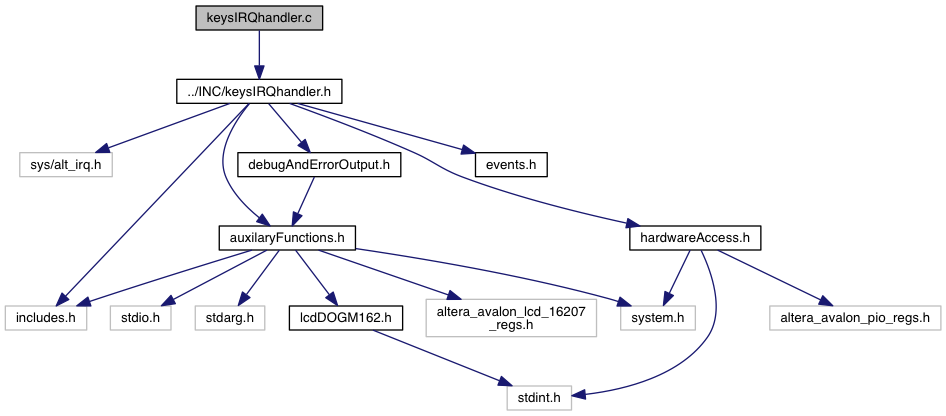 keysIRQhandler.c
../INC/keysIRQhandler.h
sys/alt_irq.h
debugAndErrorOutput.h
events.h
auxilaryFunctions.h
hardwareAccess.h
includes.h
stdio.h
stdarg.h
lcdDOGM162.h
altera_avalon_lcd_16207
_regs.h
system.h
altera_avalon_pio_regs.h
stdint.h